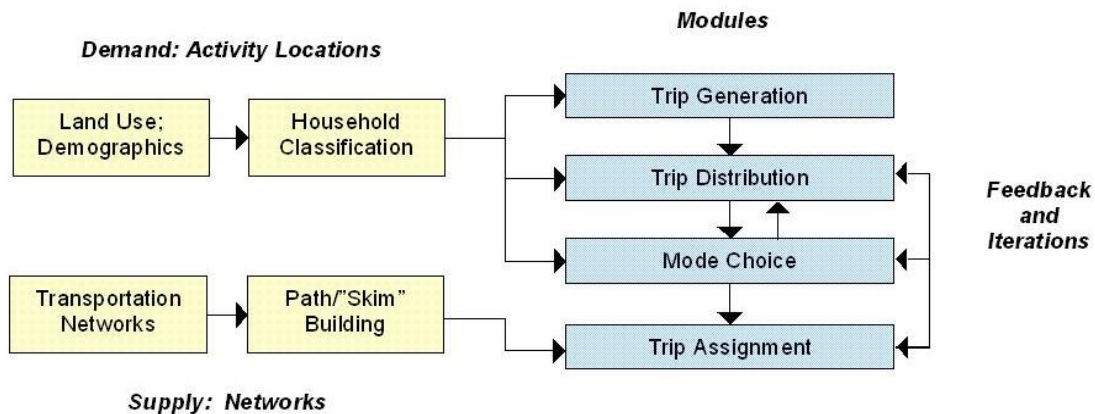 Modules
Demand: Activity Locations
Land Use;
Demographics
Household
Classification
Trip Generation
Trip Distribution
Mode Choice
Trip Assignment
Feedback
and
Iterations
Transportation
Networks
Path/"Skim"
Building
Supply: Networks